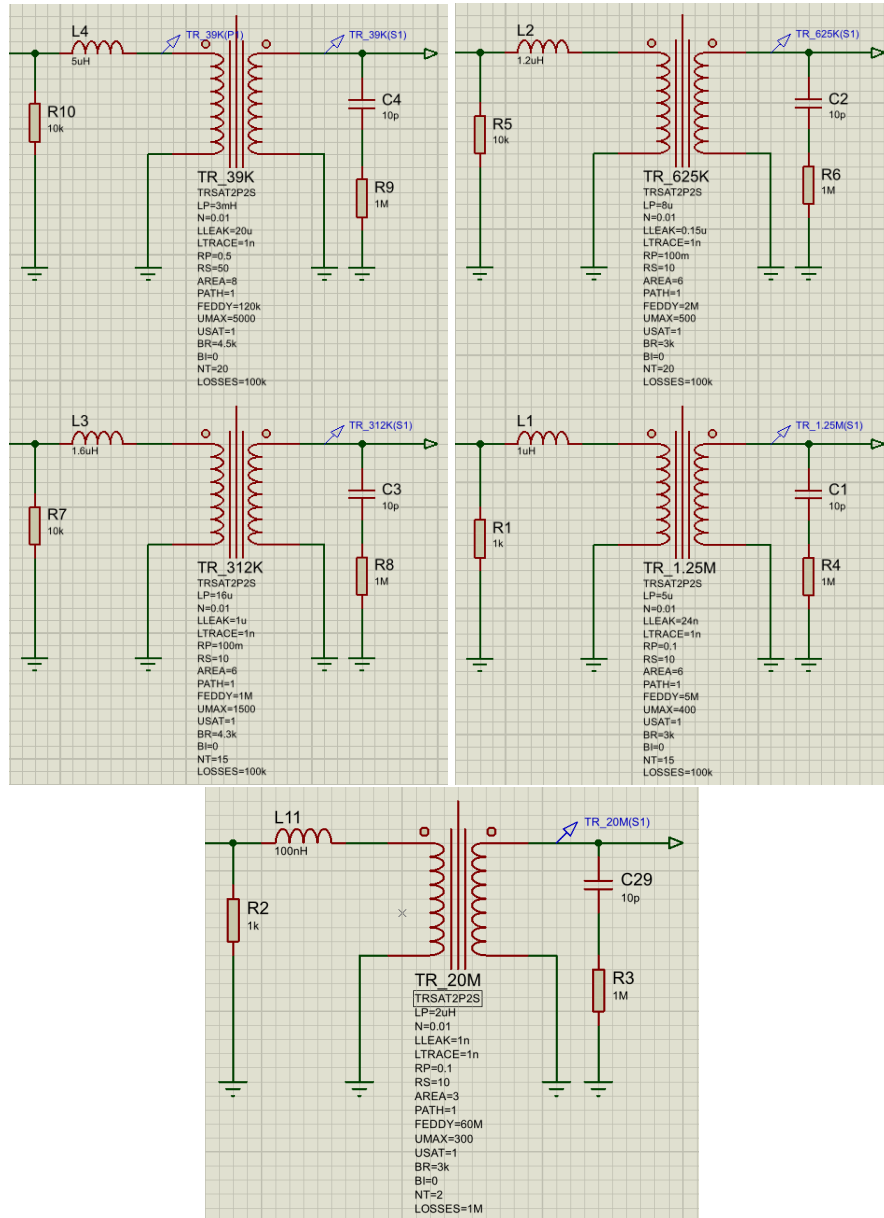 L4
5uH
TR_39K(P1)
TR_39K(S1)
R10
10k
C4
10p
R9
1M
TR_39K
TRSAT2P2S
LP=3mH
N=0.01
LLEAK=20u
LTRACE=1n
RP=0.5
RS=50
AREA=8
PATH=1
FEDDY=120k
UMAX=5000
USAT=1
BR=4.5k
BI=0
NT=20
LOSSES=100k
L2
1.2uH
TR_625K(S1)
R5
10k
C2
10p
R6
1M
TR_625K
TRSAT2P2S
LP=8u
N=0.01
LLEAK=0.15u
LTRACE=1n
RP=100m
RS=10
AREA=6
PATH=1
FEDDY=2M
UMAX=500
USAT=1
BR=3k
BI=0
NT=20
LOSSES=100k
L3
1.6uH
TR_312K(S1)
R7
10k
C3
10p
R8
1M
TR_312K
TRSAT2P2S
LP=16u
N=0.01
LLEAK=1u
LTRACE=1n
RP=100m
RS=10
AREA=6
PATH=1
FEDDY=1M
UMAX=1500
USAT=1
BR=4.3k
BI=0
NT=15
LOSSES=100k
L1
1uH
TR_1.25M(S1)
R1
1k
C1
10p
R4
1M
TR_1.25M
TRSAT2P2S
LP=5u
N=0.01
LLEAK=24n
LTRACE=1n
RP=0.1
RS=10
AREA=6
PATH=1
FEDDY=5M
UMAX=400
USAT=1
BR=3k
BI=0
NT=15
LOSSES=100k
L11
100nH
TR_20M(S1)
R2
1k
C29
10p
R3
1M
TR_20M
TRSAT2P2S
LP=2uH
N=0.01
LLEAK=1n
LTRACE=1n
RP=0.1
RS=10
AREA=3
PATH=1
FEDDY=60M
UMAX=300
USAT=1
BR=3k
BI=0
NT=2
LOSSES=1M